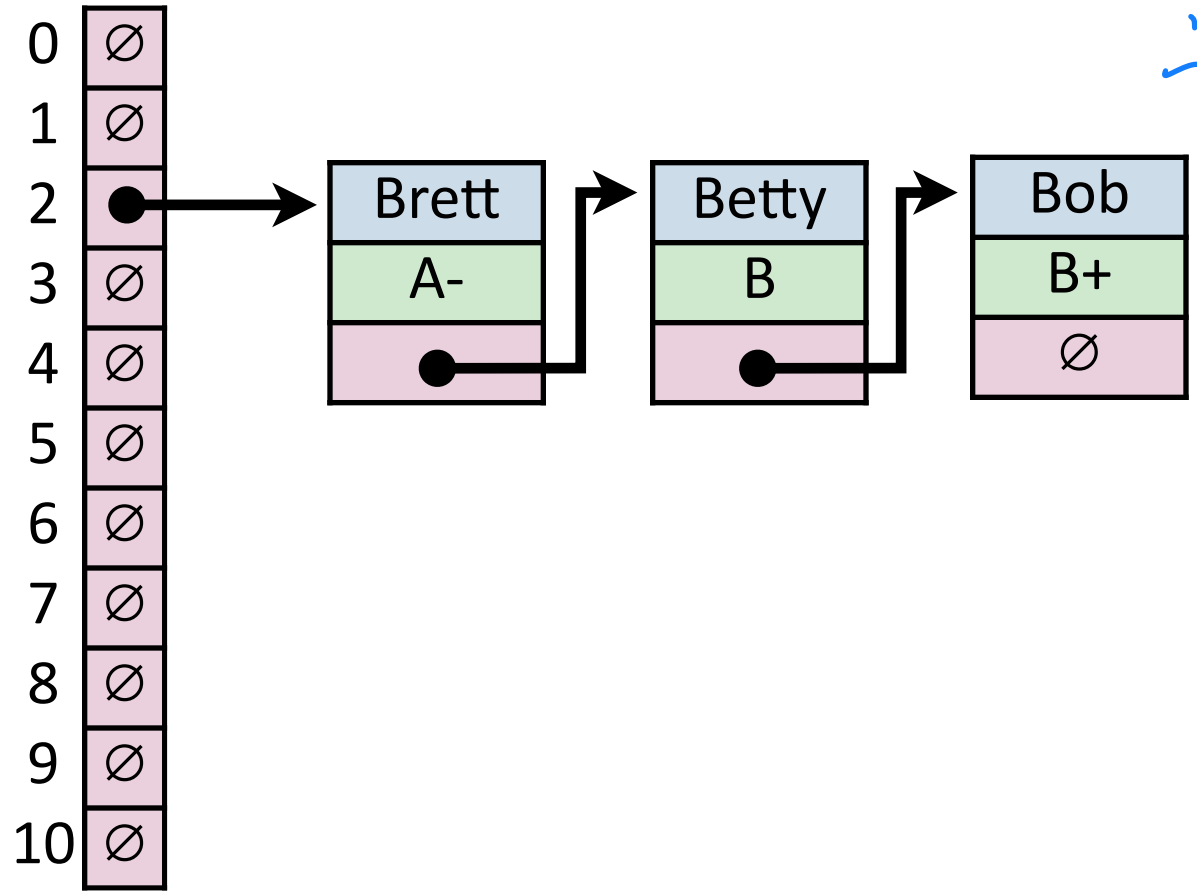 0 ∅
1 ∅
2 Brett Betty Bob
3 ∅ A- B B+
4 ∅ ∅
5 ∅
6 ∅
7 ∅
8 ∅
9 ∅
10 ∅